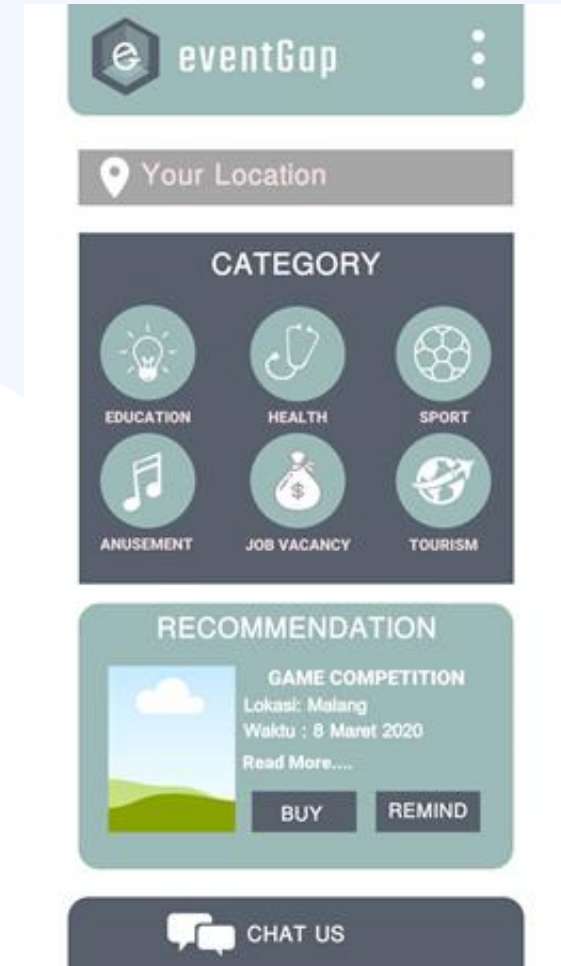 eventGap
Your Location
CATEGORY
EDUCATION HEALTH SPORT
ANUSEMENT JOB VACANCY TOURISM
RECOMMENDATION
GAME COMPETITION
Lokasi: Malang
Waktu : 8 Maret 2020
Read More....
BUY REMIND
CHAT US